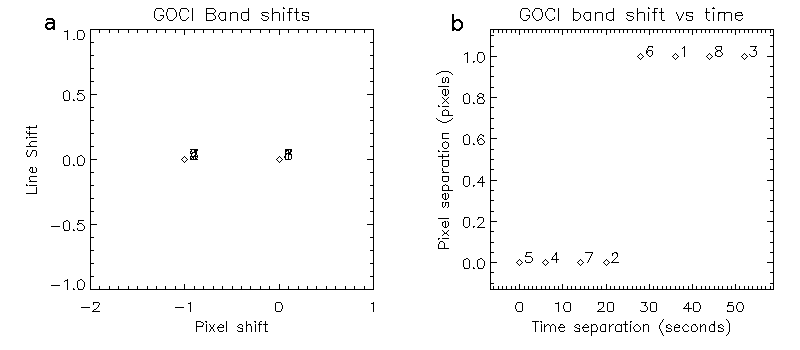 a
GOCI Band shifts
1.0
0.5
0.0
−0.5
−1.0
Line Shift
−2 −1 0 1
Pixel shift
b
GOCI band shift vs time
1.0
0.8
0.6
0.4
0.2
0.0
Pixel separation (pixels)
6 1 8 3
5 4 7 2
0 10 20 30 40 50
Time separation (seconds)